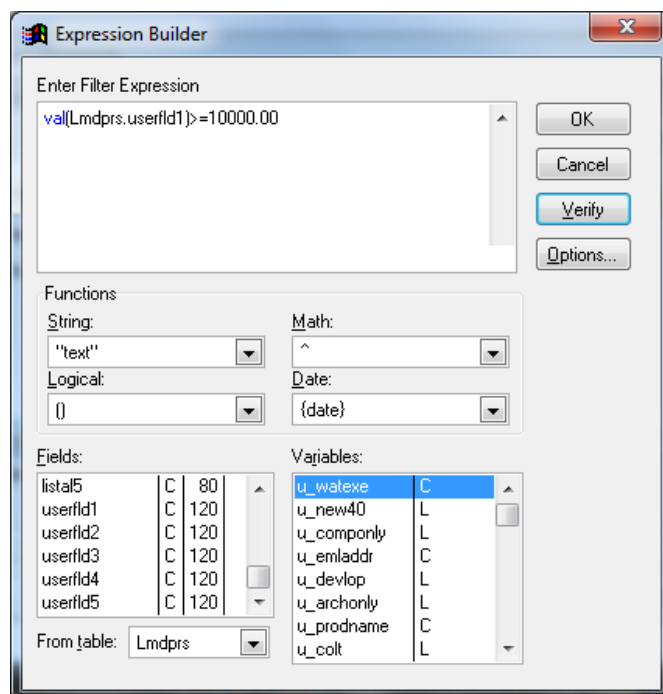 Expression Builder
Enter Filter Expression
val(Lmdprs.userfld1)>=10000.00
OK
Cancel
Verify
Options...
Functions
String:
Math:
"text"
^
Logical:
Date:
()
{date}
Fields:
Variables:
listal5 C 80
userfld1 C 120
userfld2 C 120
userfld3 C 120
userfld4 C 120
userfld5 C 120
u_watexe C
u_new40 L
u_componly L
u_emladdr C
u_devlop L
u_archonly L
u_prodname C
u_colt L
From table: Lmdprs